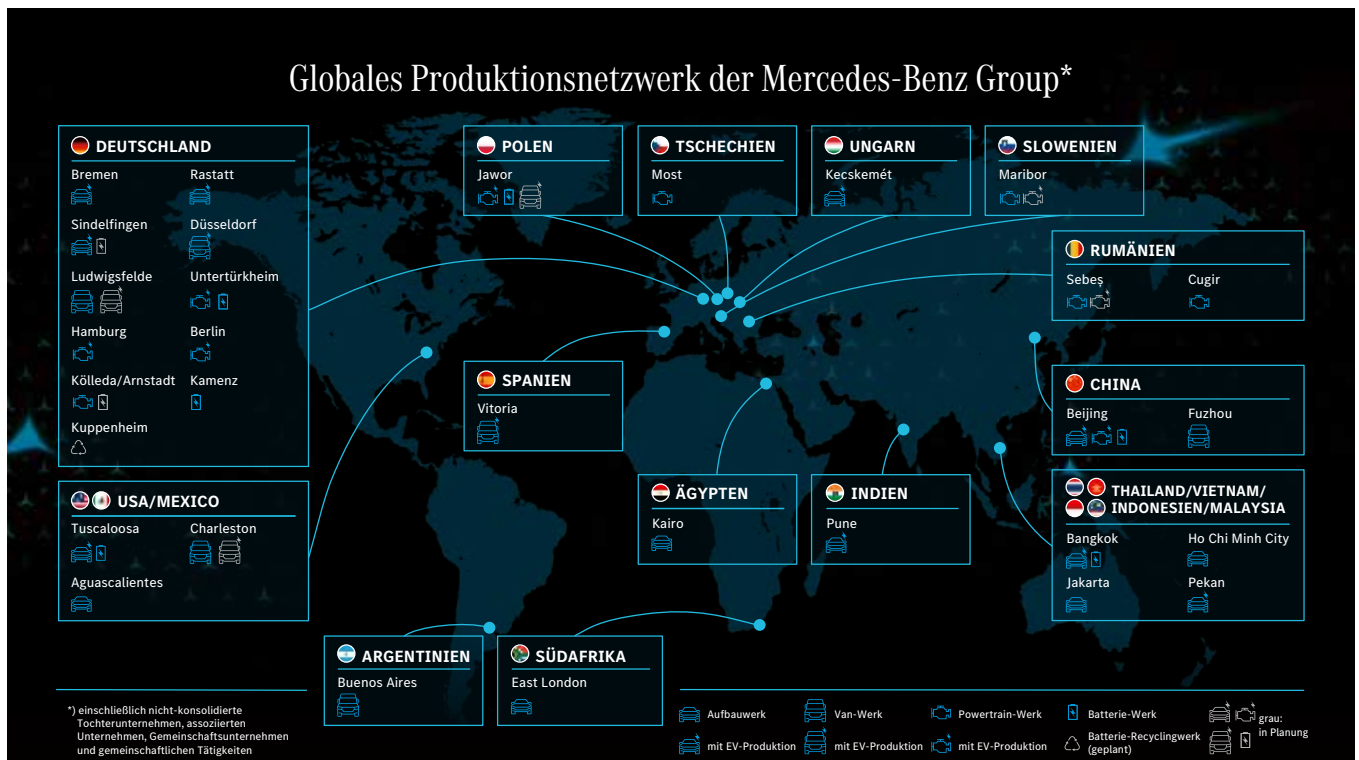 Globales Produktionsnetzwerk der Mercedes-Benz Group*
DEUTSCHLAND
Bremen
Rastatt
Sindelfingen
Düsseldorf
Ludwigsfelde
Untertürkheim
Hamburg
Berlin
Kölleda/Arnstadt
Kamenz
Kuppenheim
USA/MEXICO
Tuscaloosa
Charleston
Aguascalientes
POLEN
Jawor
TSCHECHIEN
Most
UNGARN
Kecskemét
SLOWENIEN
Maribor
RUMÄNIEN
Sebeș
Cugir
SPANIEN
Vitoria
CHINA
Beijing
Fuzhou
ÄGYPTEN
Kairo
INDIEN
Pune
THAILAND/VIETNAM/
INDONESIEN/MALAYSIA
Bangkok
Ho Chi Minh City
Jakarta
Pekan
ARGENTINIEN
Buenos Aires
SÜDAFRIKA
East London
*) einschließlich nicht-konsolidierte
Tochterunternehmen, assoziierten
Unternehmen, Gemeinschaftsunternehmen
und gemeinschaftlichen Tätigkeiten
Aufbauwerk
mit EV-Produktion
Van-Werk
mit EV-Produktion
Powertrain-Werk
mit EV-Produktion
Batterie-Werk
Batterie-Recyclingwerk
(geplant)
grau:
in Planung